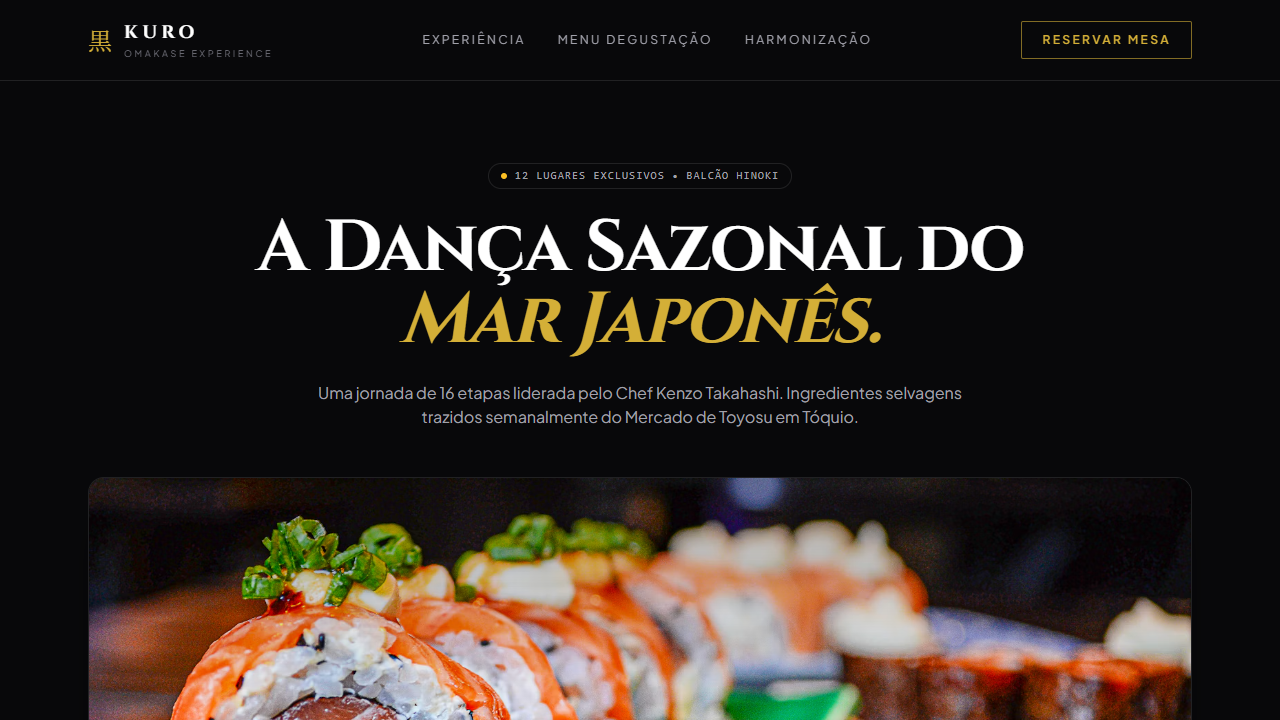 黒
KURO
OMAKASE EXPERIENCE
EXPERIÊNCIA
MENU DEGUSTAÇÃO
HARMONIZAÇÃO
RESERVAR MESA
12 LUGARES EXCLUSIVOS • BALCÃO HINOKI
A Dança Sazonal do
Mar Japonês.
Uma jornada de 16 etapas liderada pelo Chef Kenzo Takahashi. Ingredientes selvagens
trazidos semanalmente do Mercado de Toyosu em Tóquio.